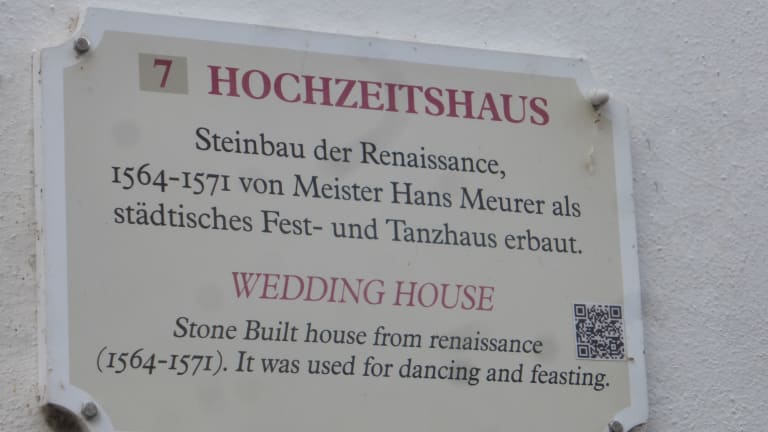 7 HOCHZEITSHAUS
Steinbau der Renaissance,
1564-1571 von Meister Hans Meurer als
städtisches Fest- und Tanzhaus erbaut.
WEDDING HOUSE
Stone Built house from renaissance
(1564-1571). It was used for dancing and feasting.